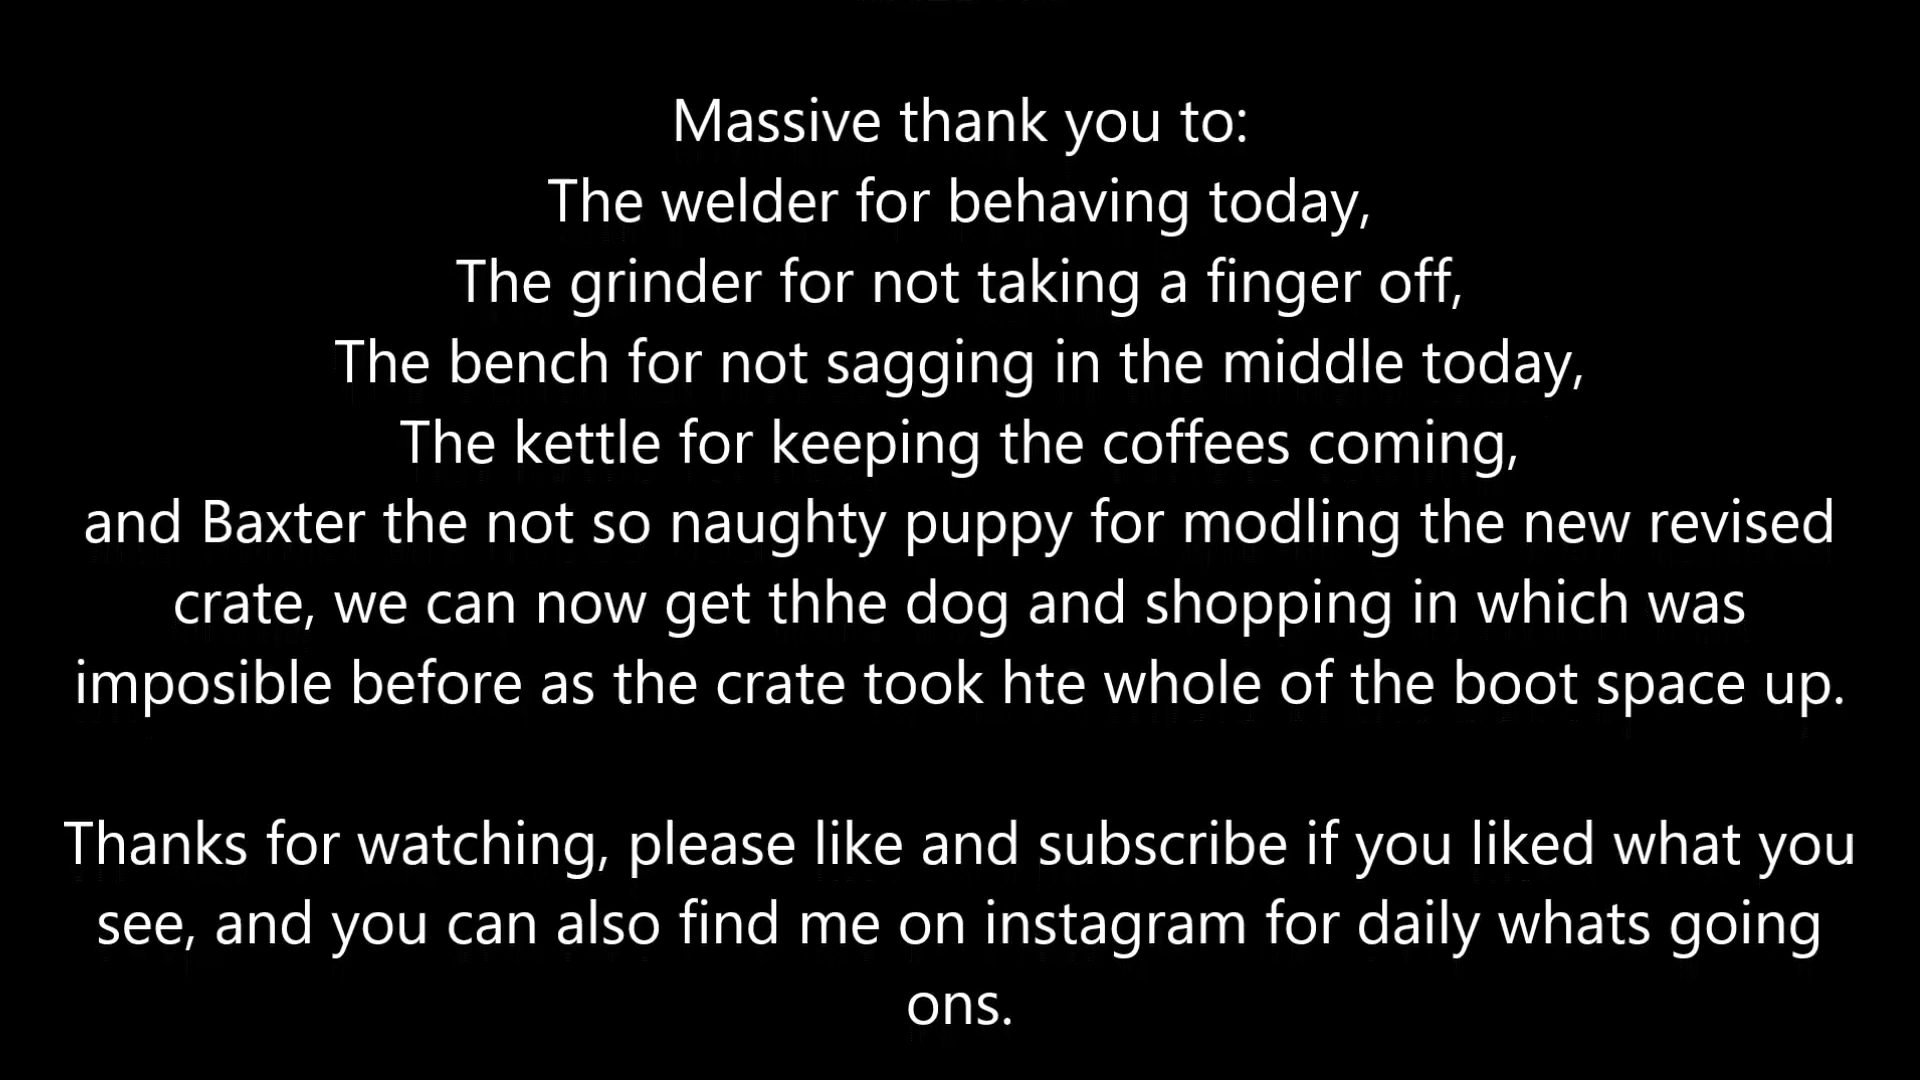 Massive thank you to:
The welder for behaving today,
The grinder for not taking a finger off,
The bench for not sagging in the middle today,
The kettle for keeping the coffees coming,
and Baxter the not so naughty puppy for modling the new revised
crate, we can now get thhe dog and shopping in which was
imposible before as the crate took hte whole of the boot space up.
Thanks for watching, please like and subscribe if you liked what you
see, and you can also find me on instagram for daily whats going
ons.